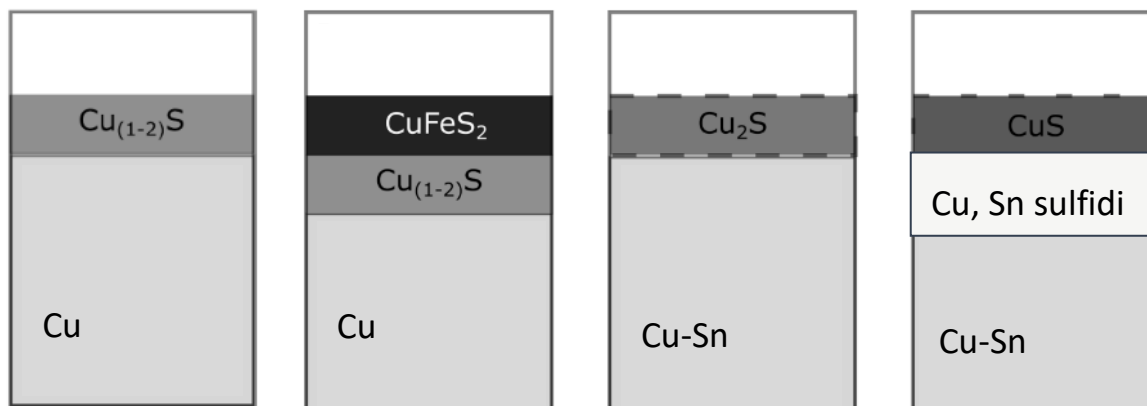 Cu(1-2)S
Cu
CuFeS2
Cu(1-2)S
Cu
Cu2S
Cu-Sn
CuS
Cu, Sn sulfidi
Cu-Sn